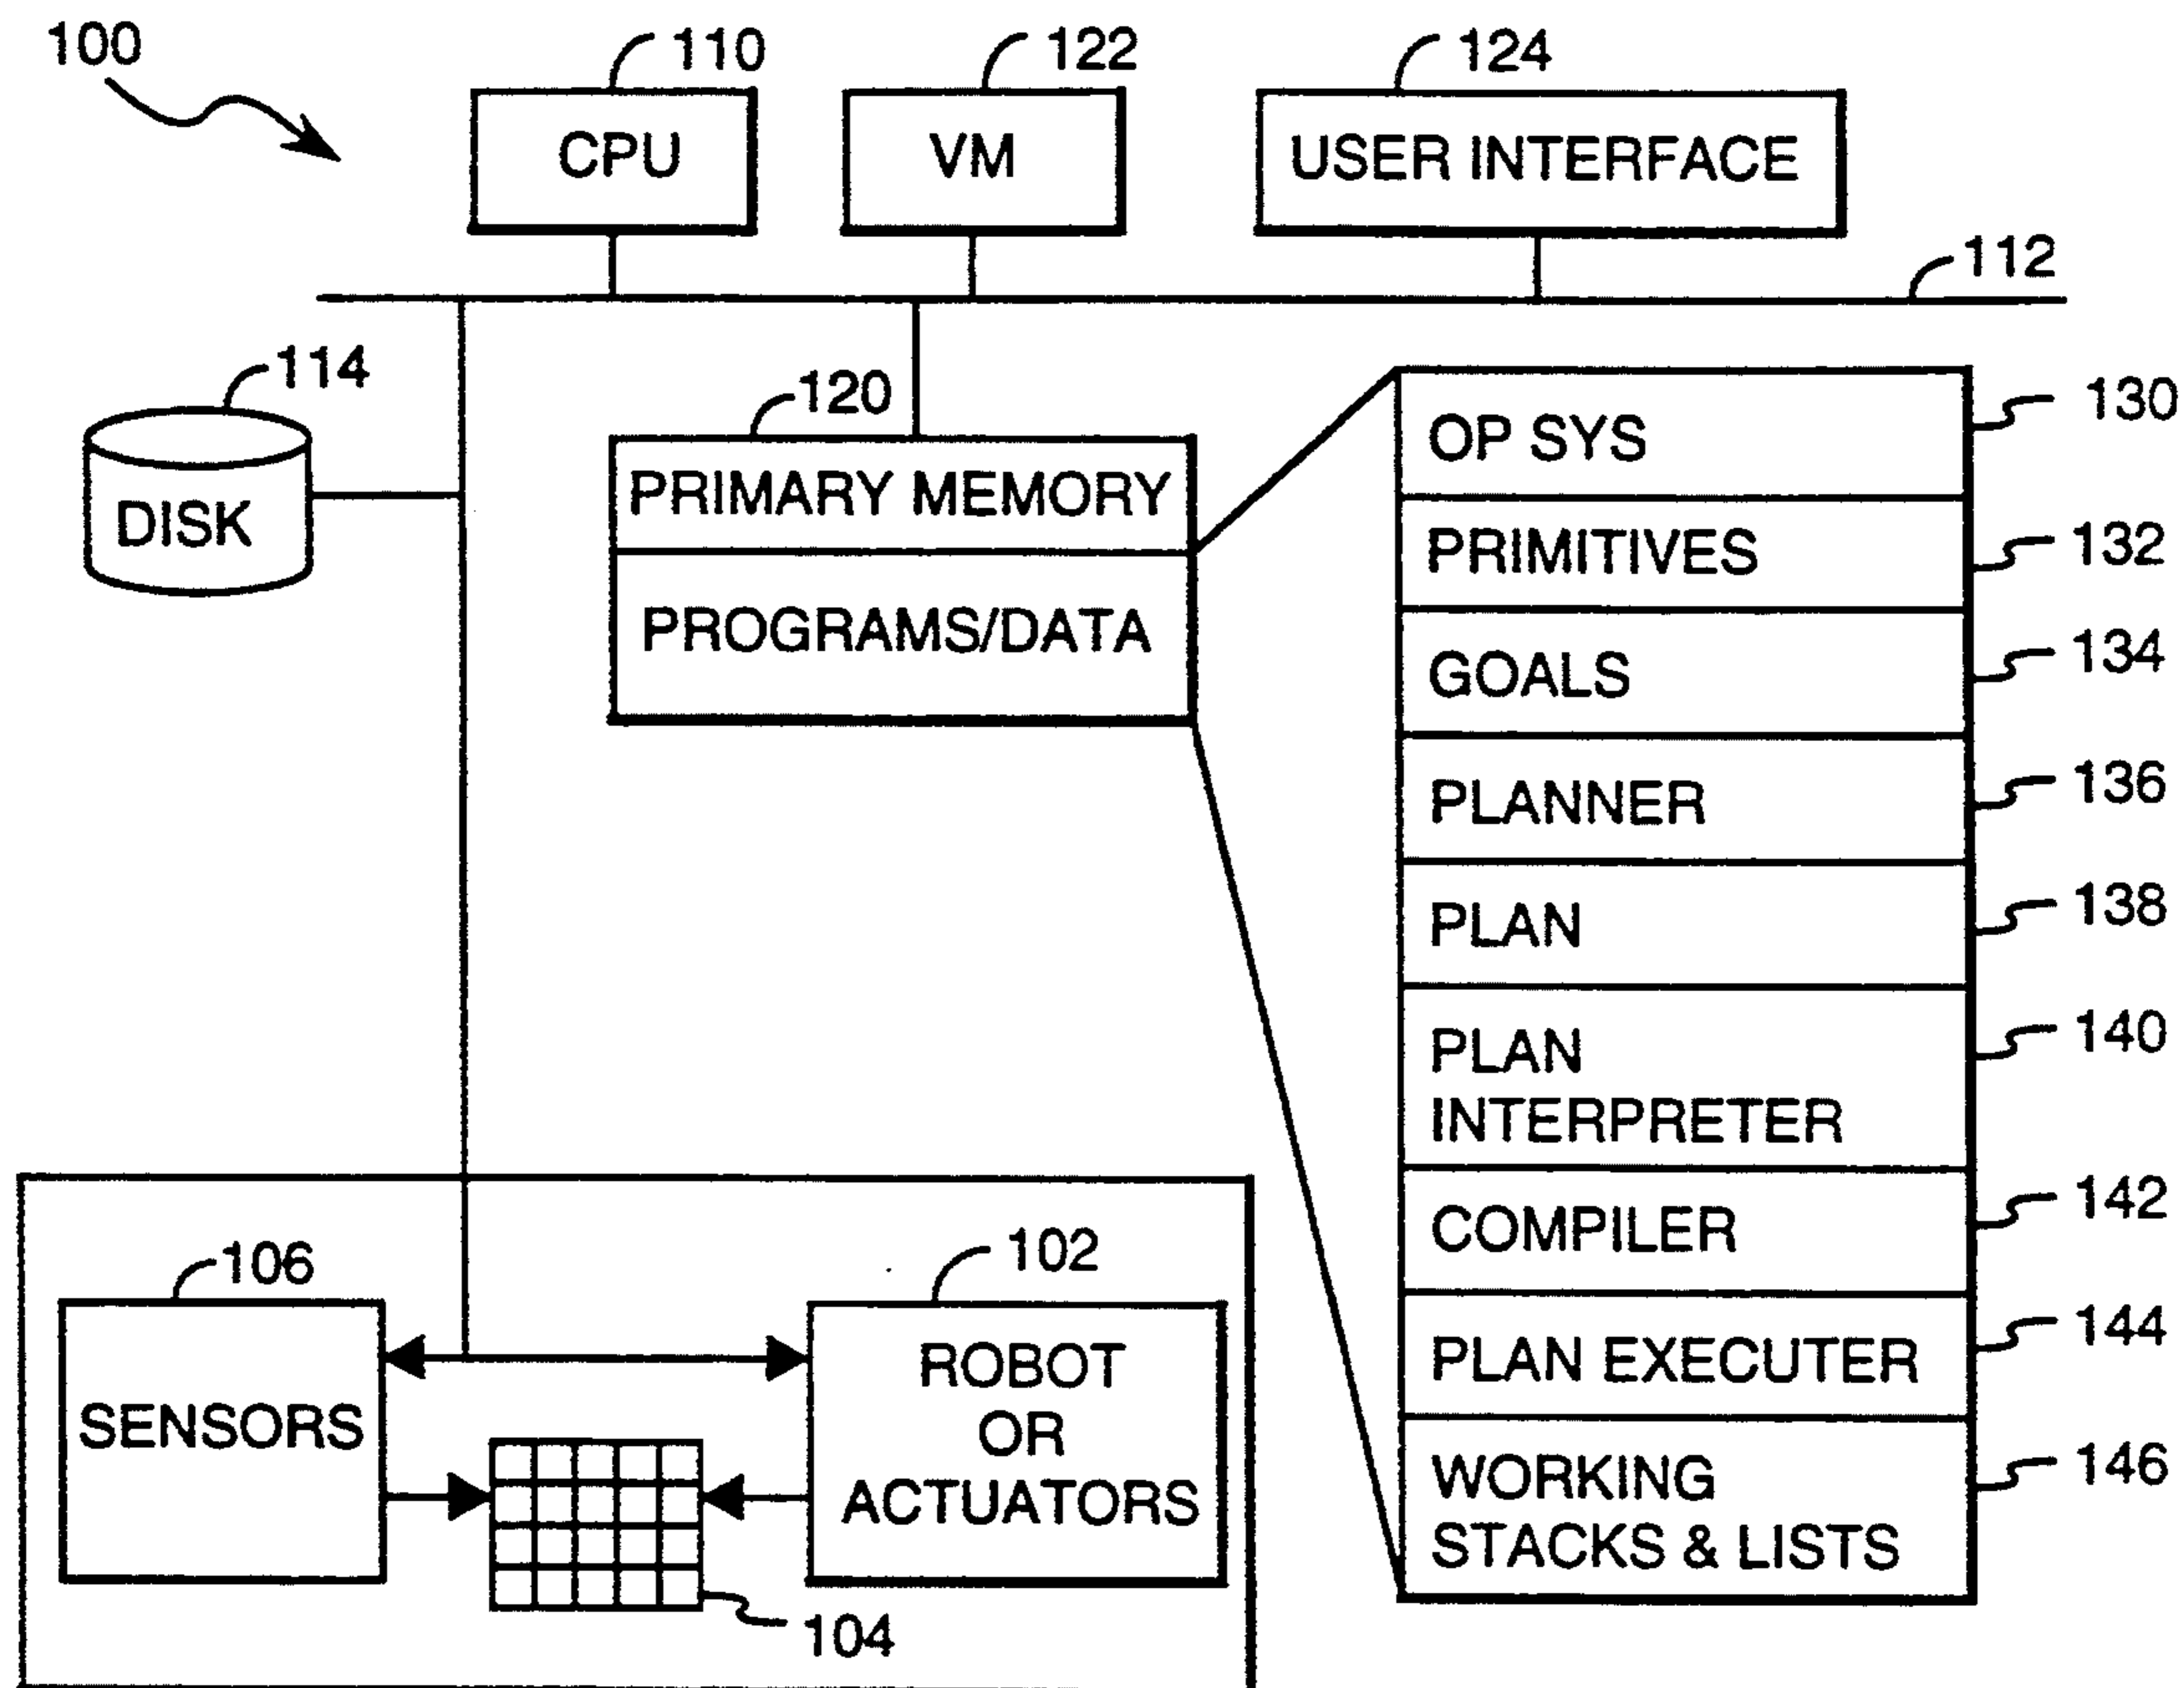 100
110
122
124
CPU
VM
USER INTERFACE
112
114
120
DISK
PRIMARY MEMORY
PROGRAMS/DATA
OP SYS
130
PRIMITIVES
132
GOALS
134
PLANNER
136
PLAN
138
PLAN
INTERPRETER
140
COMPILER
142
PLAN EXECUTER
144
WORKING
STACKS & LISTS
146
106
102
SENSORS
ROBOT
OR
ACTUATORS
104